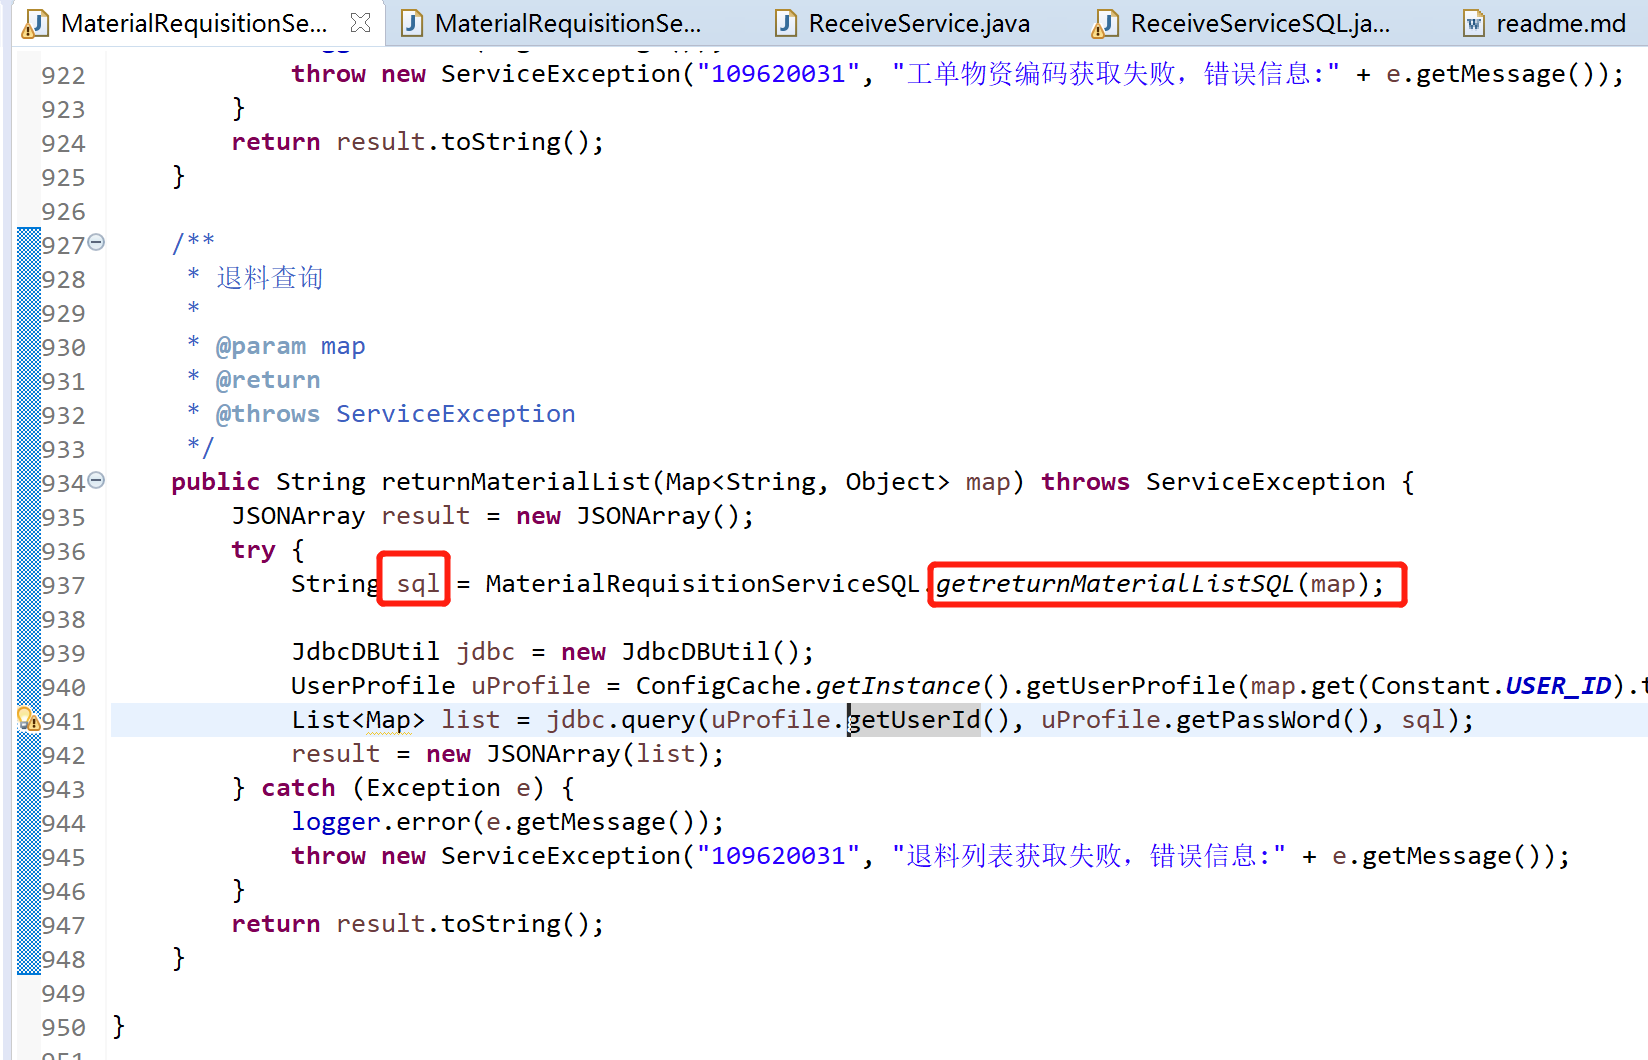 MaterialRequisitionSe...
MaterialRequisitionSe...
ReceiveService.java
ReceiveServiceSQL.ja...
readme.md
922 throw new ServiceException("109620031", "工单物资编码获取失败，错误信息:" + e.getMessage());
923 }
924 return result.toString();
925 }
926
927 /**
928 * 退料查询
929 *
930 * @param map
931 * @return
932 * @throws ServiceException
933 */
934 public String returnMaterialList(Map<String, Object> map) throws ServiceException {
935 JSONArray result = new JSONArray();
936 try {
937 String sql = MaterialRequisitionServiceSQL.getreturnMaterialListSQL(map);
938
939 JdbcDBUtil jdbc = new JdbcDBUtil();
940 UserProfile uProfile = ConfigCache.getInstance().getUserProfile(map.get(Constant.USER_ID).t
941 List<Map> list = jdbc.query(uProfile.getUserId(), uProfile.getPassWord(), sql);
942 result = new JSONArray(list);
943 } catch (Exception e) {
944 logger.error(e.getMessage());
945 throw new ServiceException("109620031", "退料列表获取失败，错误信息:" + e.getMessage());
946 }
947 return result.toString();
948 }
949
950 }
951